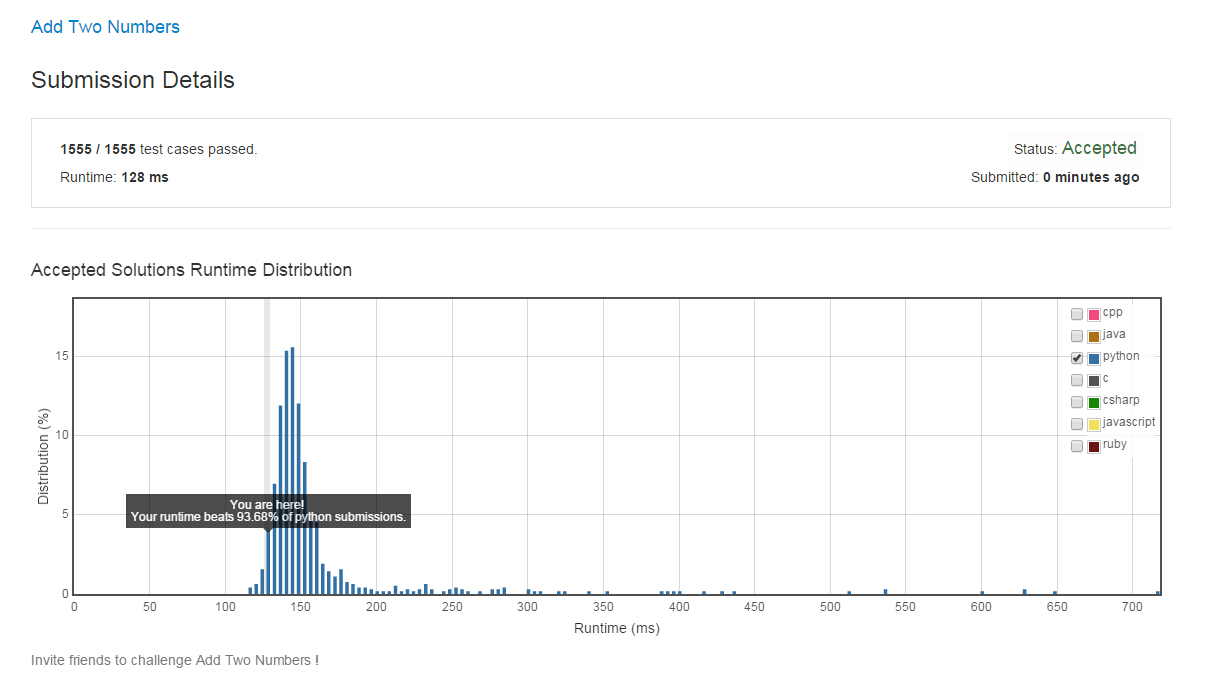 Add Two Numbers
Submission Details
1555 / 1555 test cases passed.
Status: Accepted
Runtime: 128 ms
Submitted: 0 minutes ago
Accepted Solutions Runtime Distribution
cpp
java
python
c
csharp
javascript
ruby
Distribution (%)
15
10
5
0
You are here!
Your runtime beats 93.68% of python submissions.
0 50 100 150 200 250 300 350 400 450 500 550 600 650 700
Runtime (ms)
Invite friends to challenge Add Two Numbers !